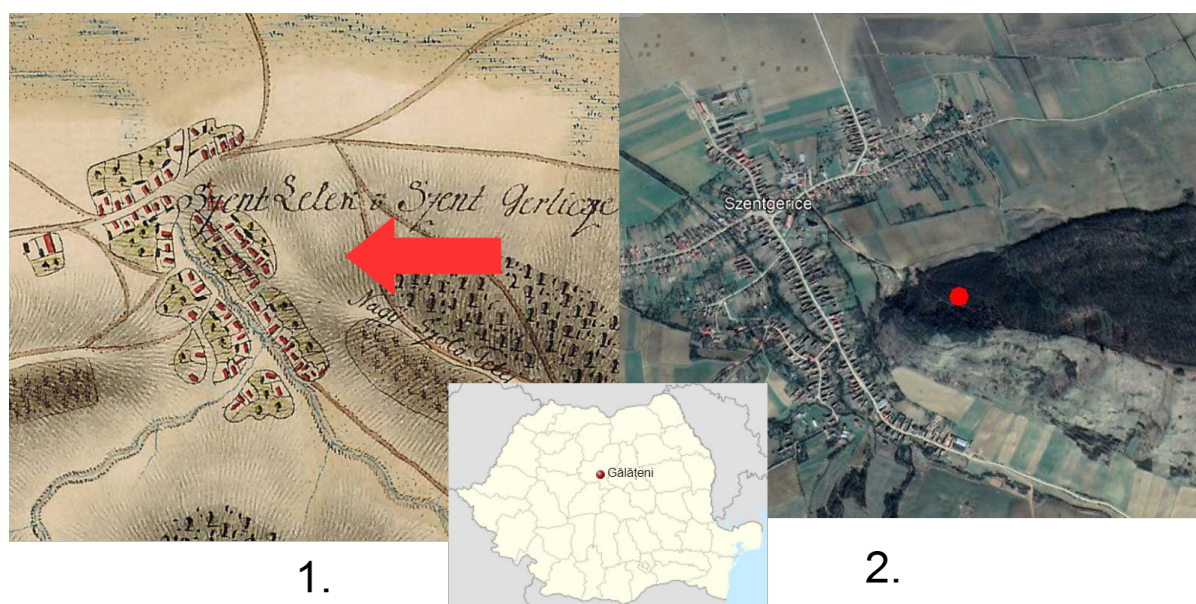 Szent Lelek v Szent Gerlicze
Nagy
Szentgerice
Gălățeni
1.
2.